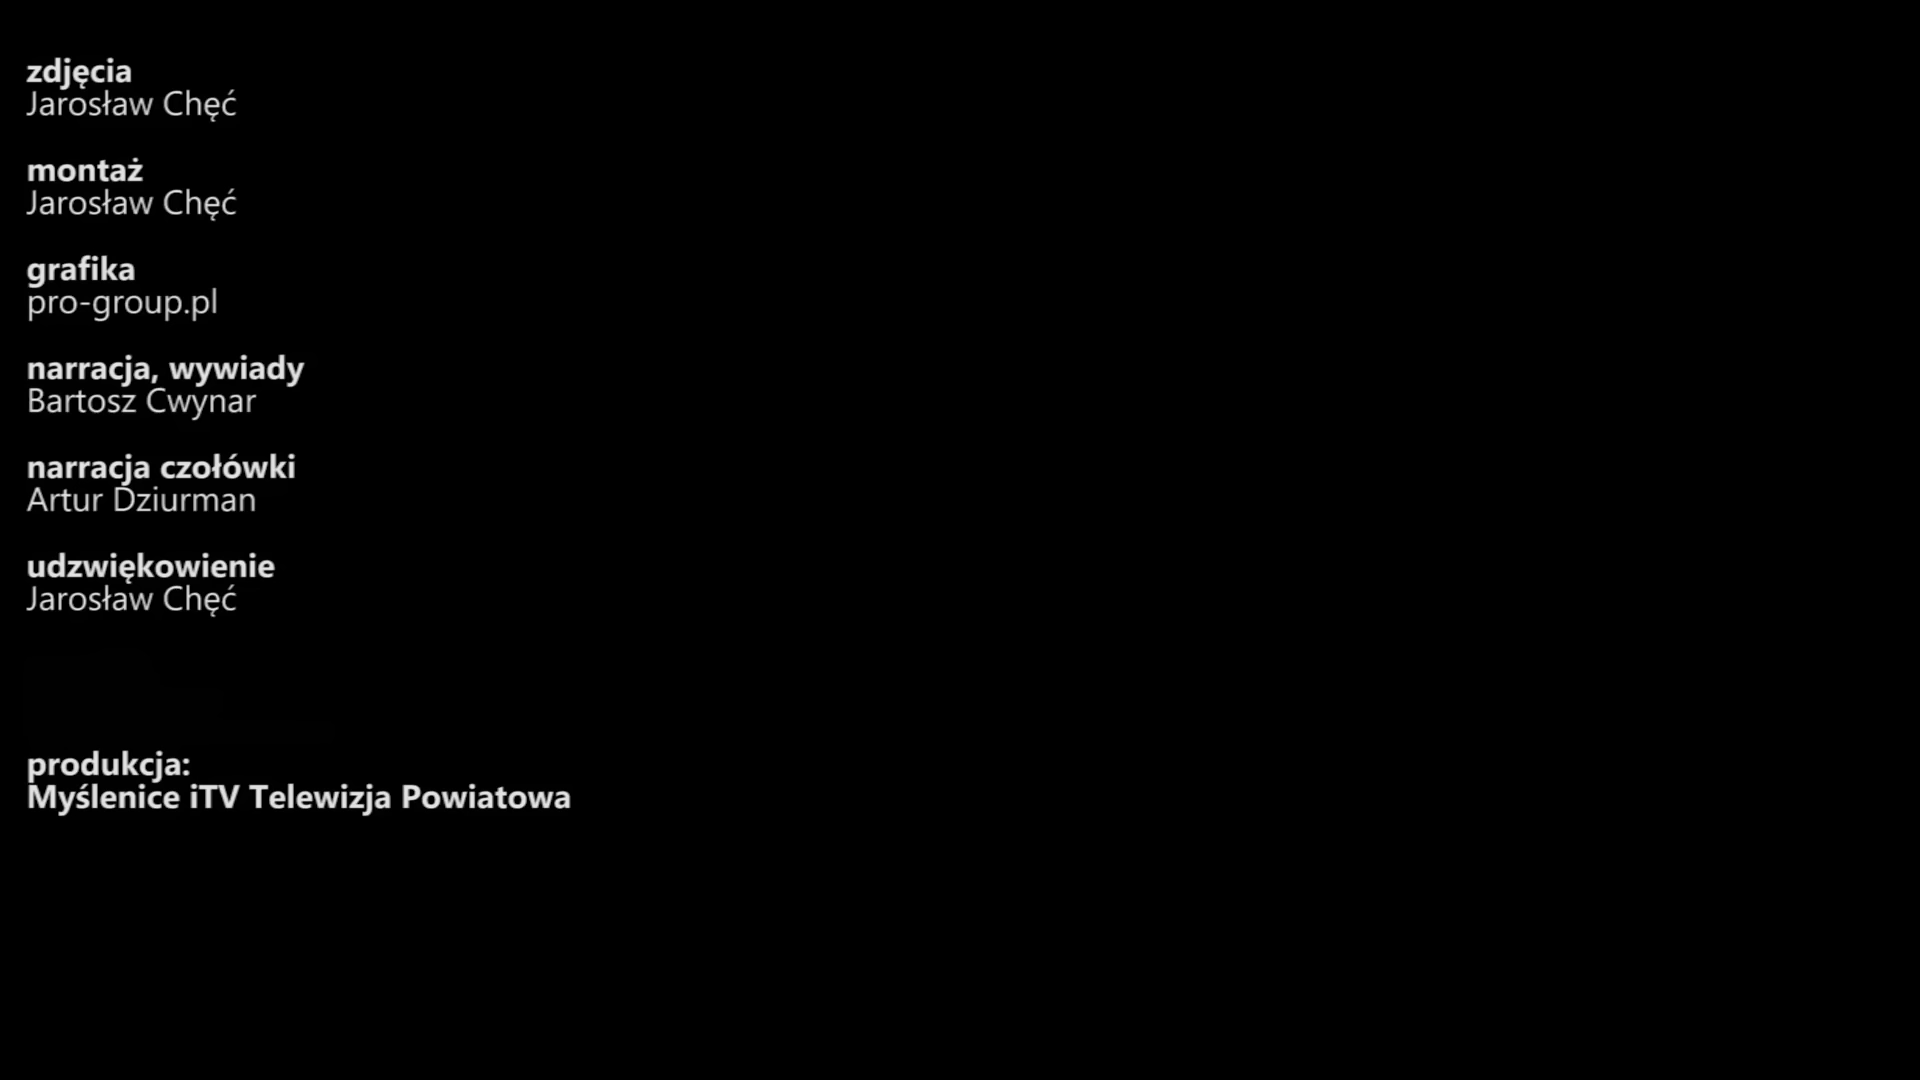 zdjęcia
Jarosław Chęć
montaż
Jarosław Chęć
grafika
pro-group.pl
narracja, wywiady
Bartosz Cwynar
narracja czołówki
Artur Dziurman
udzwiękowienie
Jarosław Chęć
produkcja:
Myślenice iTV Telewizja Powiatowa